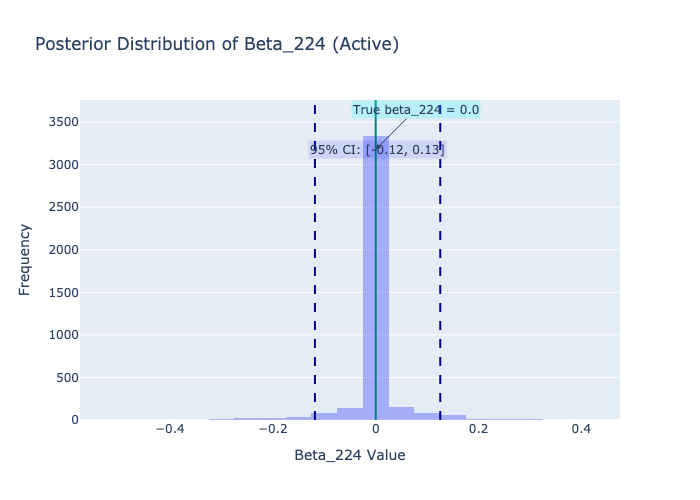 Posterior Distribution of Beta_224 (Active)
True beta_224 = 0.0
95% CI: [-0.12, 0.13]
3500
3000
2500
2000
1500
1000
500
0
Frequency
−0.4
−0.2
0
0.2
0.4
Beta_224 Value